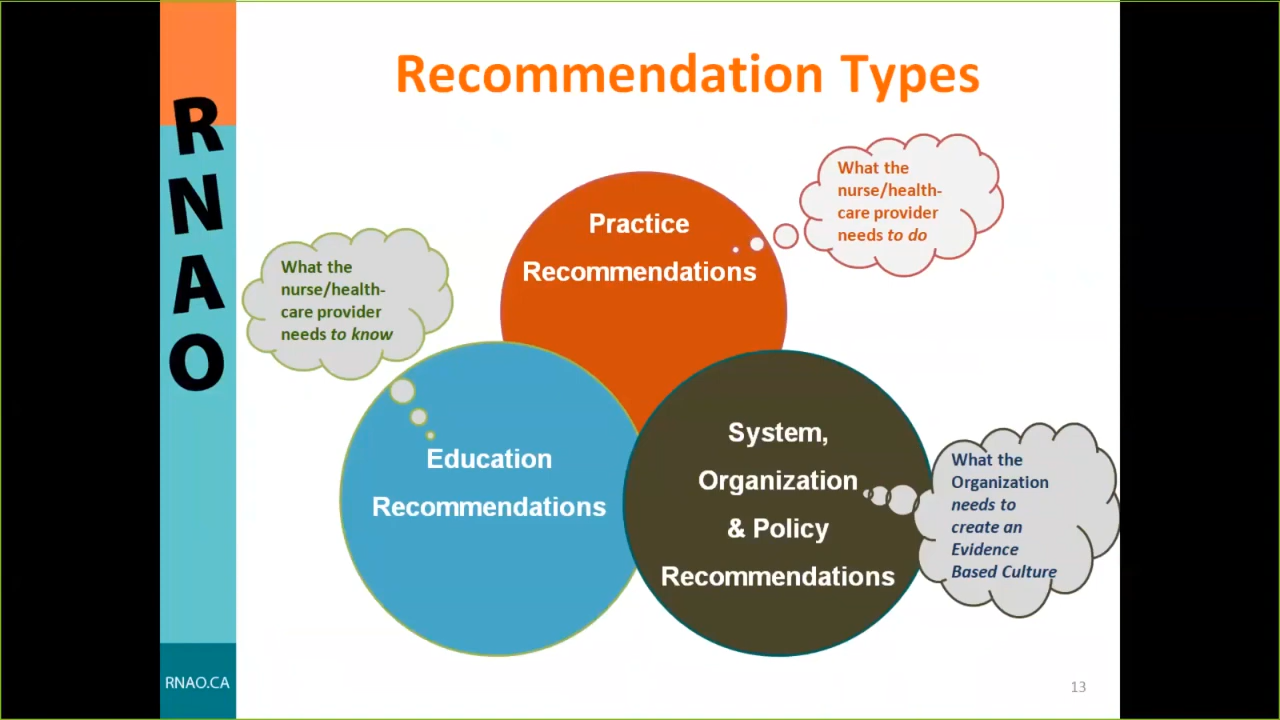 Recommendation Types
R
N
A
O
What the
nurse/health-
care provider
needs to do
Practice
Recommendations
What the
nurse/health-
care provider
needs to know
Education
Recommendations
System,
Organization
& Policy
Recommendations
What the
Organization
needs to
create an
Evidence
Based Culture
RNAO.CA
13